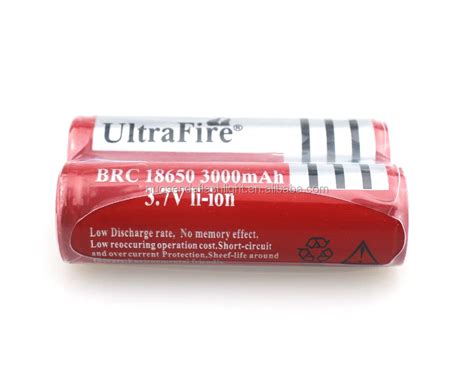 UltraFire®
BRC 18650 3000mAh
3.7V li-ion
Low Discharge rate, No memory effect.
Low reoccuring operation cost.Short-circuit
and over current Protection,Sheef-life around